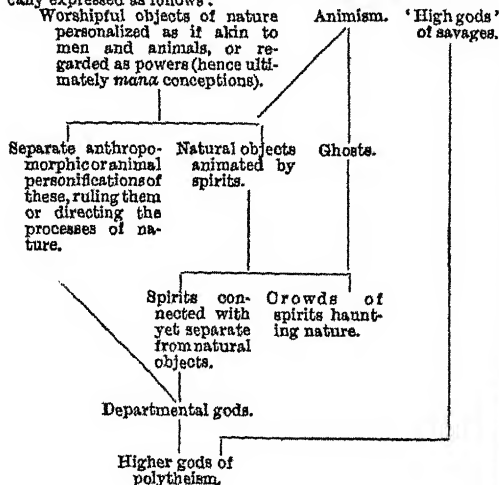 cally expressed as follows:
Worshipful objects of nature
personalized as if akin to
men and animals, or re-
garded as powers (hence ulti-
mately mana conceptions).
Animism.
'High gods'
of savages.
Separate anthropo-
morphic or animal
personifications of
these, ruling them
or directing the
processes of na-
ture.
Natural objects
animated by
spirits.
Ghosts.
Spirits con-
nected with
yet separate
from natural
objects.
Crowds of
spirits haunt-
ing nature.
Departmental gods.
Higher gods of
polytheism.